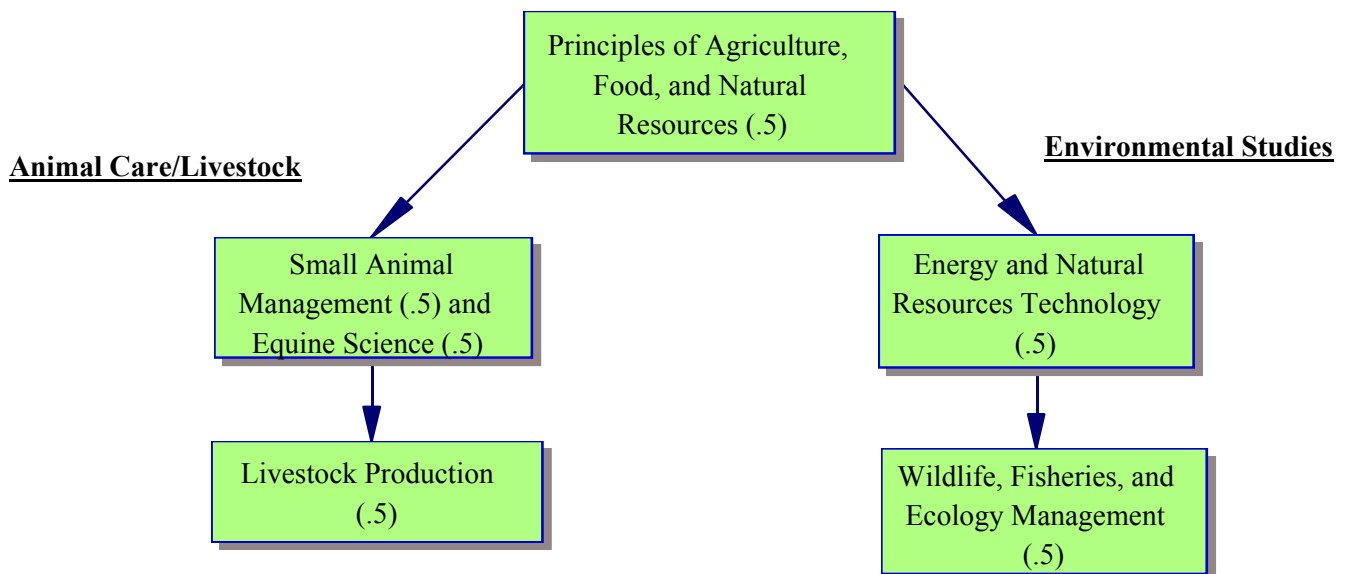 Principles of Agriculture,
Food, and Natural
Resources (.5)
Animal Care/Livestock
Environmental Studies
Small Animal
Management (.5) and
Equine Science (.5)
Energy and Natural
Resources Technology
(.5)
Livestock Production
(.5)
Wildlife, Fisheries, and
Ecology Management
(.5)